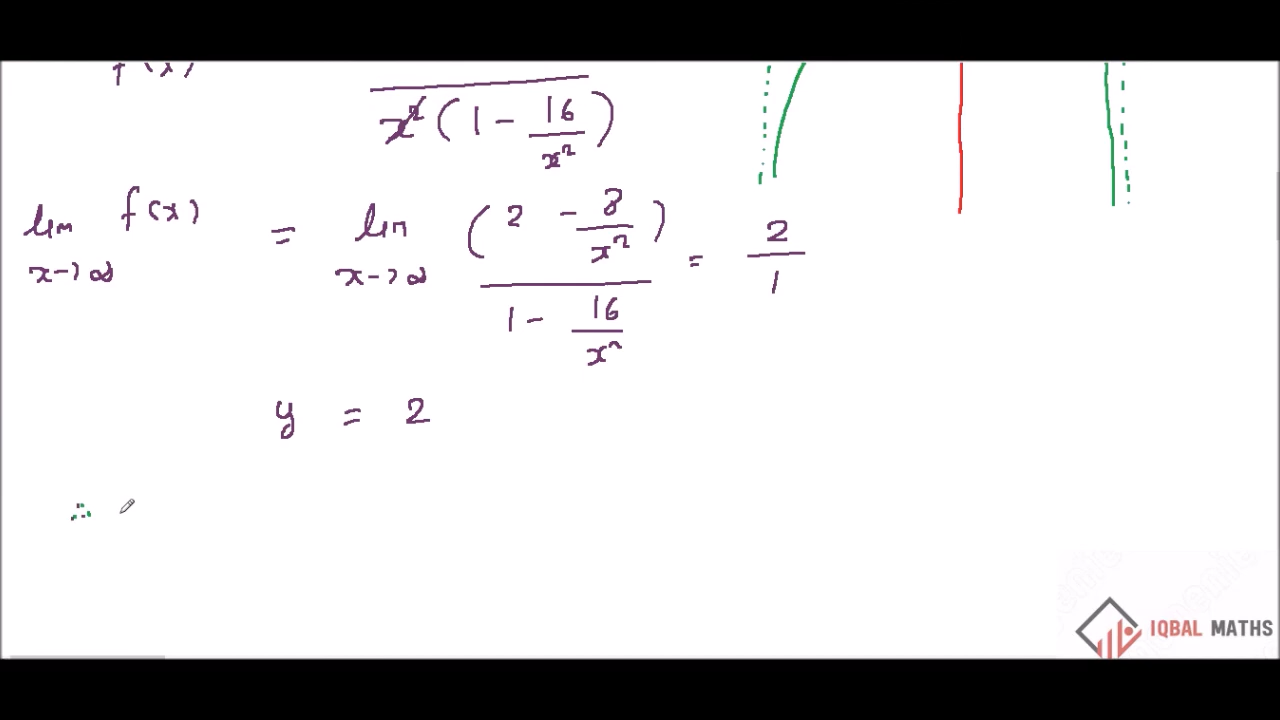 f(x)
x²(1 - 16/x²)
lim x→∞ f(x) = lim x→∞ (2 - 8/x²) / (1 - 16/x²) = 2/1
y = 2
∴
IQBAL MATHS